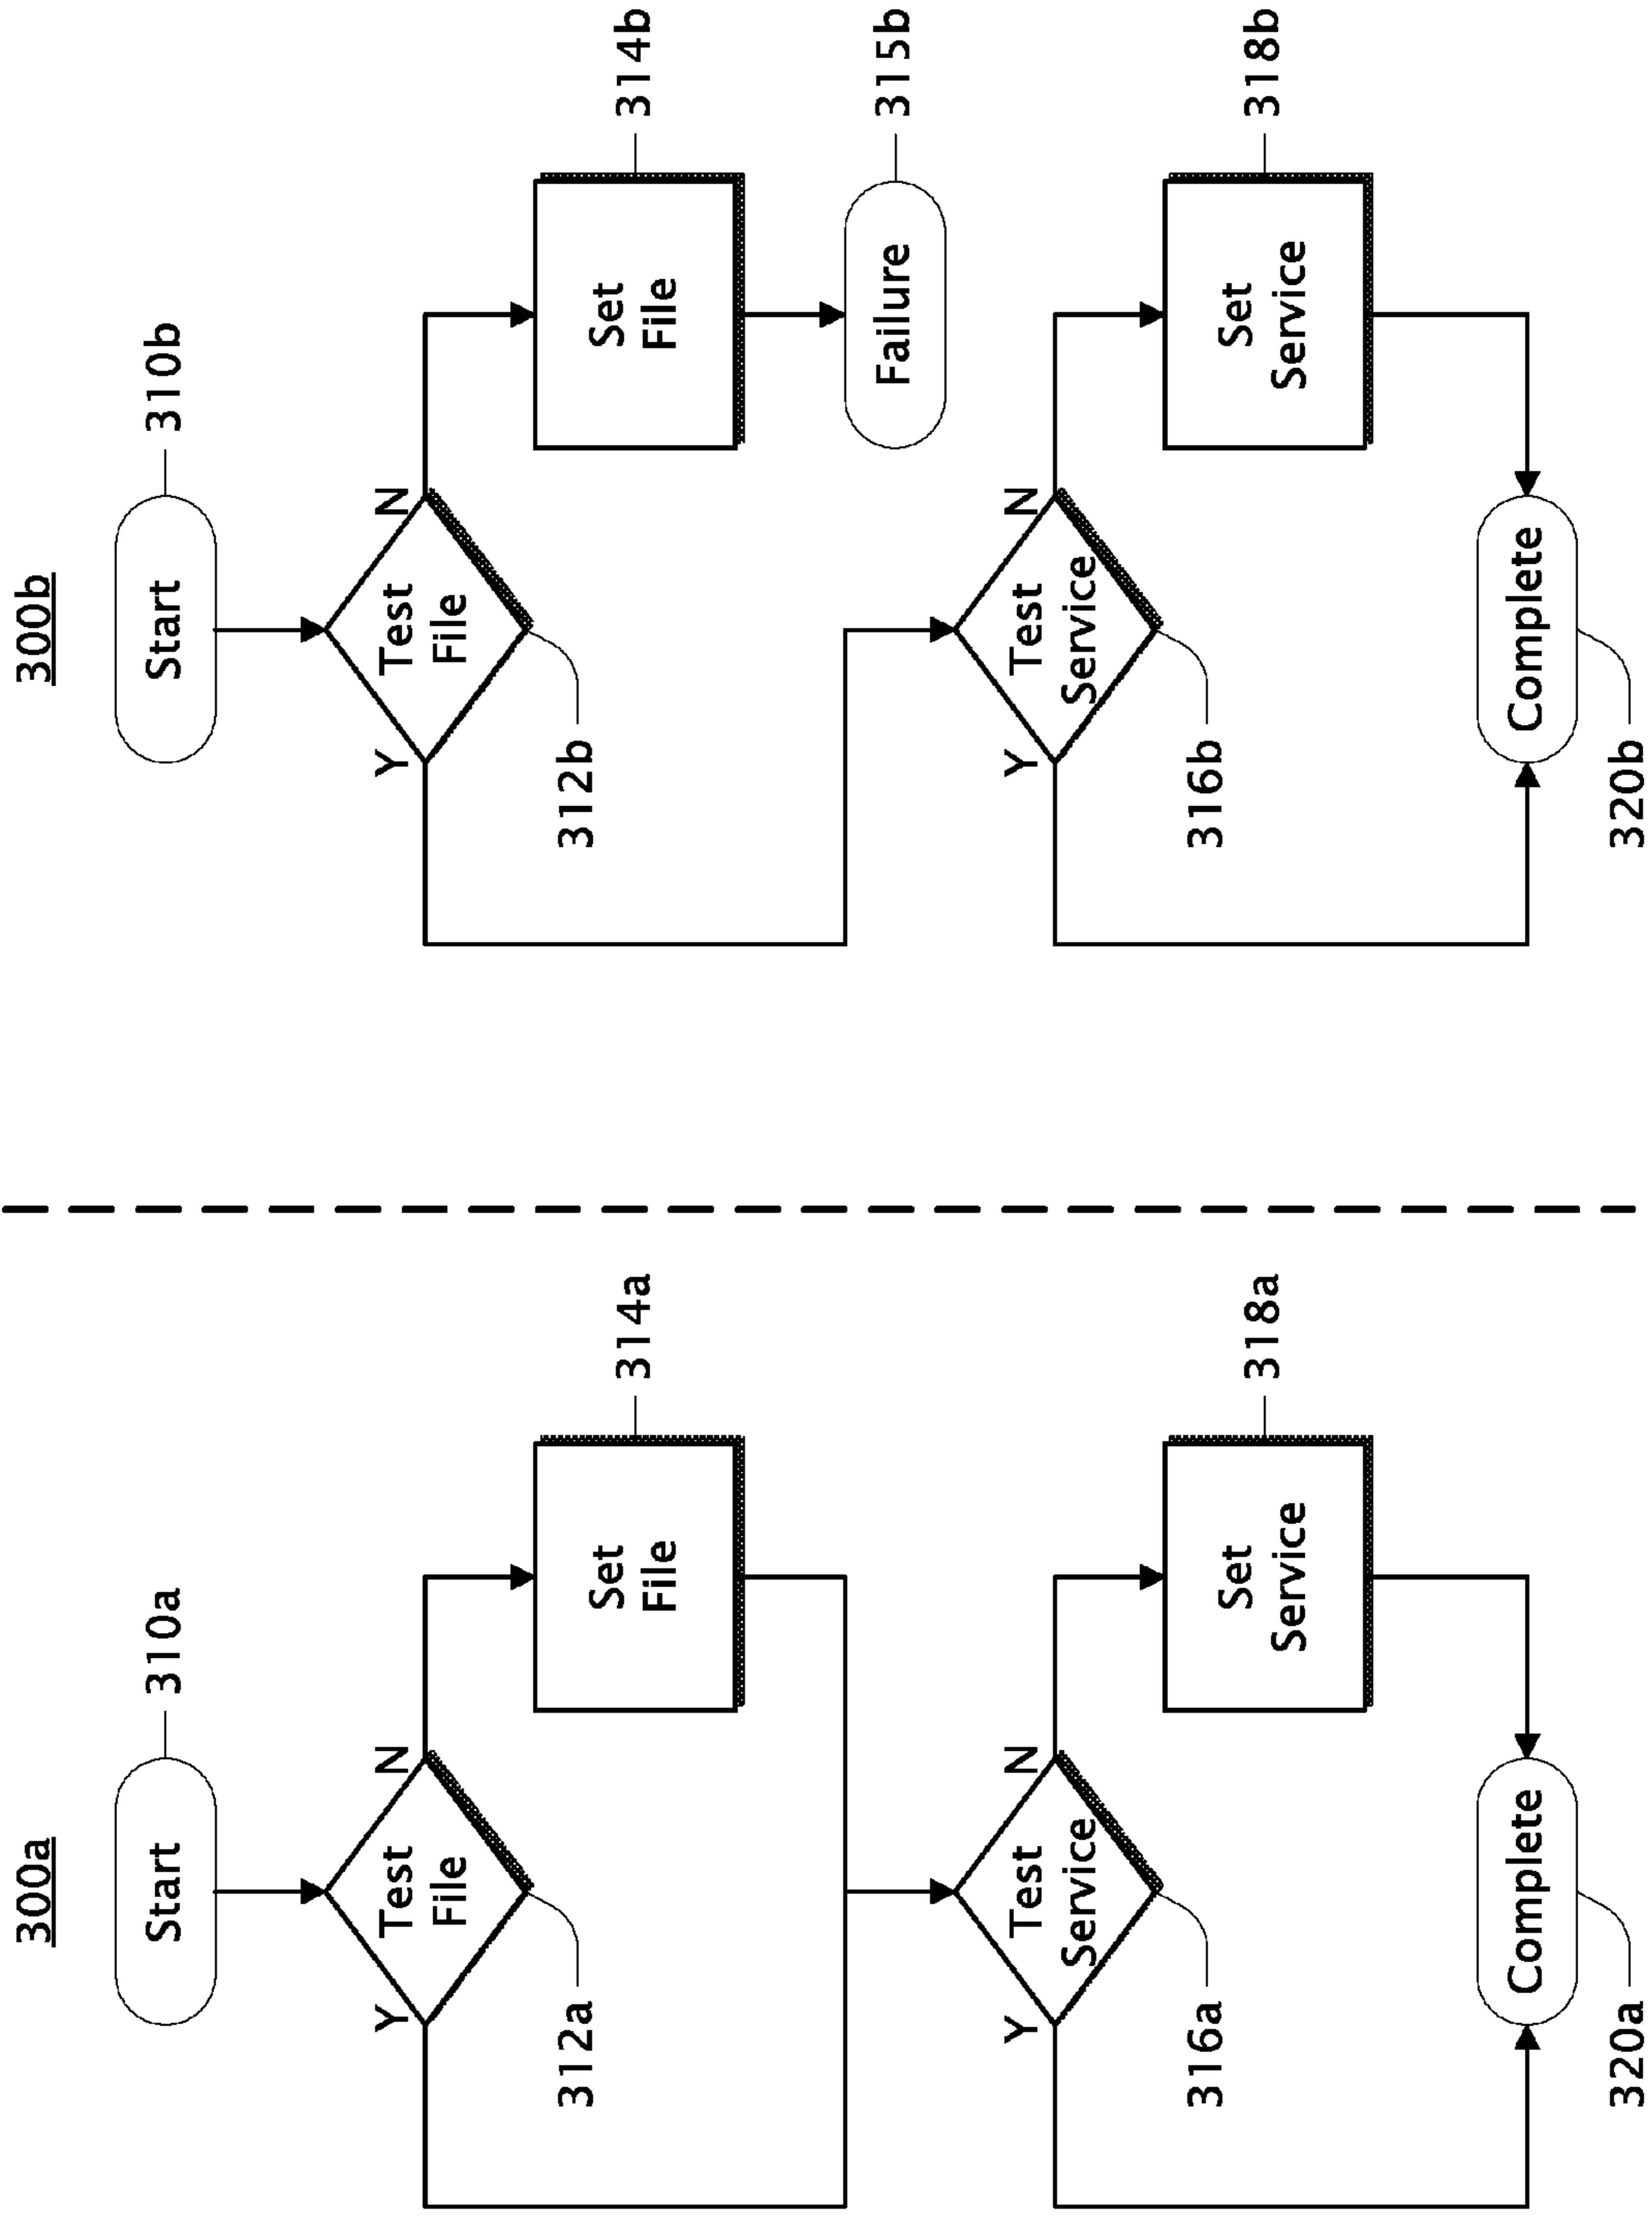 300a
Start
310a
Test
File
Y
N
312a
Set
File
314a
Test
Service
Y
N
316a
Set
Service
318a
Complete
320a
300b
Start
310b
Test
File
Y
N
312b
Set
File
314b
Failure
315b
Test
Service
Y
N
316b
Set
Service
318b
Complete
320b